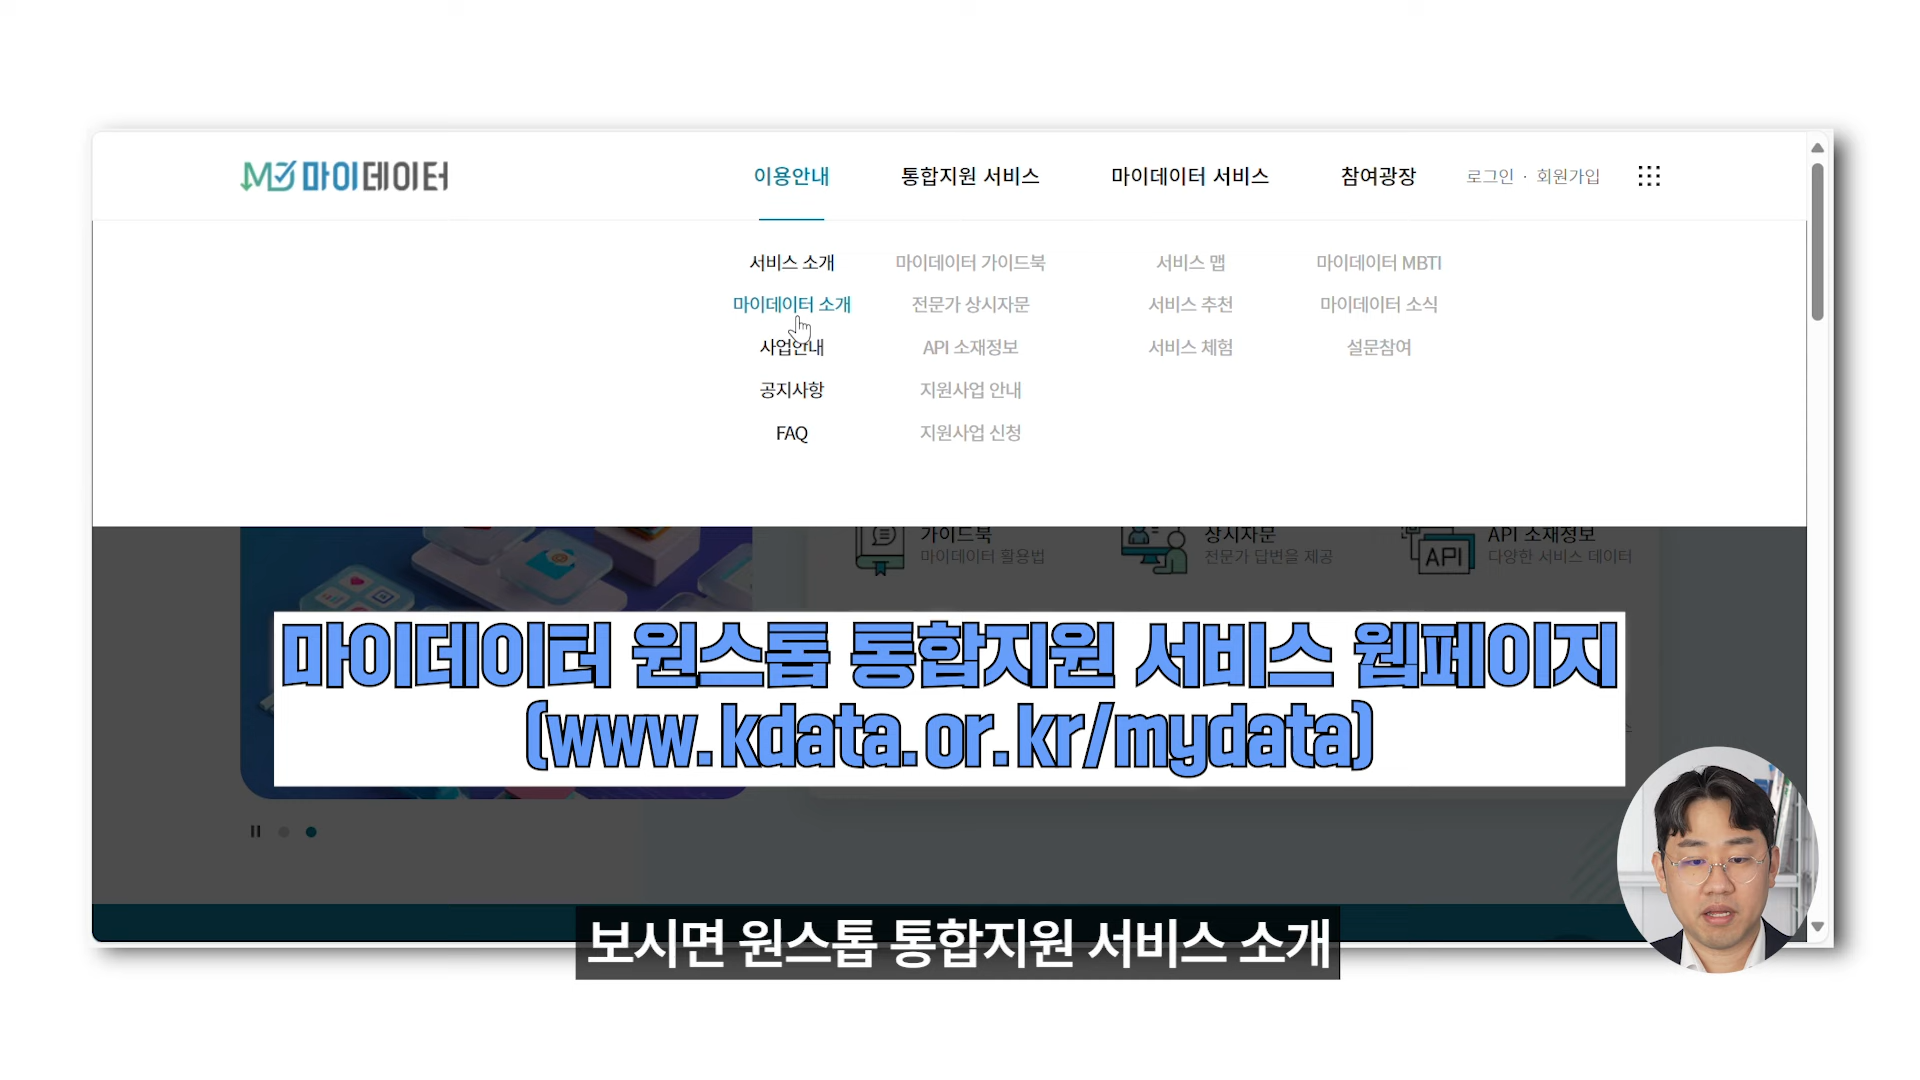 마이데이터
이용안내 통합지원 서비스 마이데이터 서비스 참여광장 로그인 · 회원가입
서비스 소개 마이데이터 가이드북 서비스 맵 마이데이터 MBTI
마이데이터 소개 전문가 상시자문 서비스 추천 마이데이터 소식
사업안내 API 소재정보 서비스 체험 설문참여
공지사항 지원사업 안내
FAQ 지원사업 신청
가이드북 상시자문 API 소재정보
마이데이터 활용법 전문가 답변을 제공 다양한 서비스 데이터
API
마이데이터 원스톱 통합지원 서비스 웹페이지
(www.kdata.or.kr/mydata)
보시면 원스톱 통합지원 서비스 소개